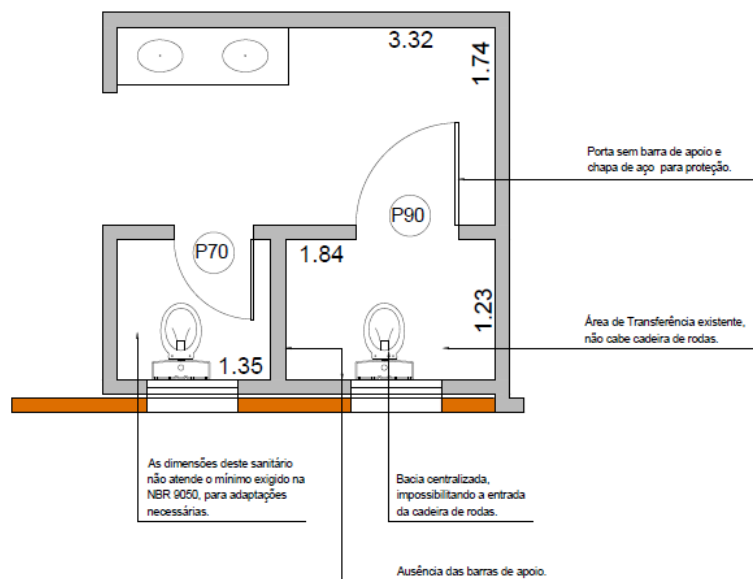 3.32
1.74
Porta sem barra de apoio e
chapa de aço para proteção.
P90
P70
1.84
1.23
Área de Transferência existente,
não cabe cadeira de rodas.
1.35
As dimensões deste sanitário
não atende o mínimo exigido na
NBR 9050, para adaptações
necessárias.
Bacia centralizada,
impossibilitando a entrada
da cadeira de rodas.
Ausência das barras de apoio.